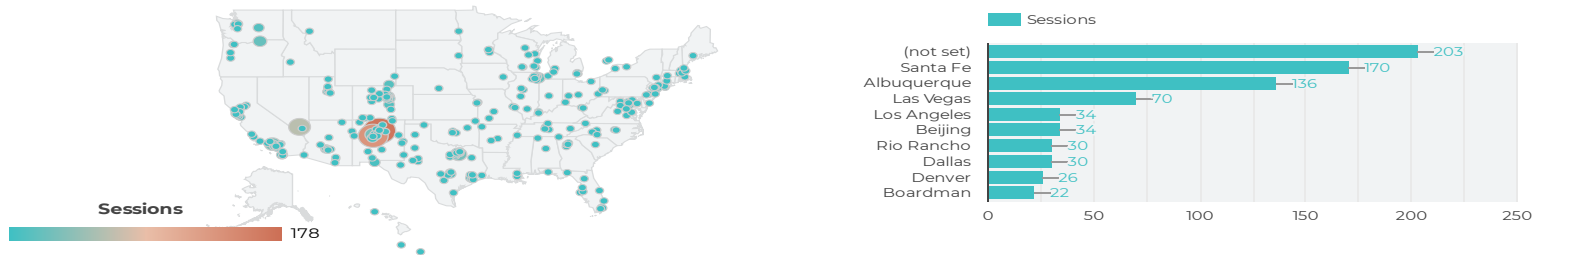 Sessions
178
Sessions
(not set) 203
Santa Fe 170
Albuquerque 136
Las Vegas 70
Los Angeles 34
Beijing 34
Rio Rancho 30
Dallas 30
Denver 26
Boardman 22
0 50 100 150 200 250